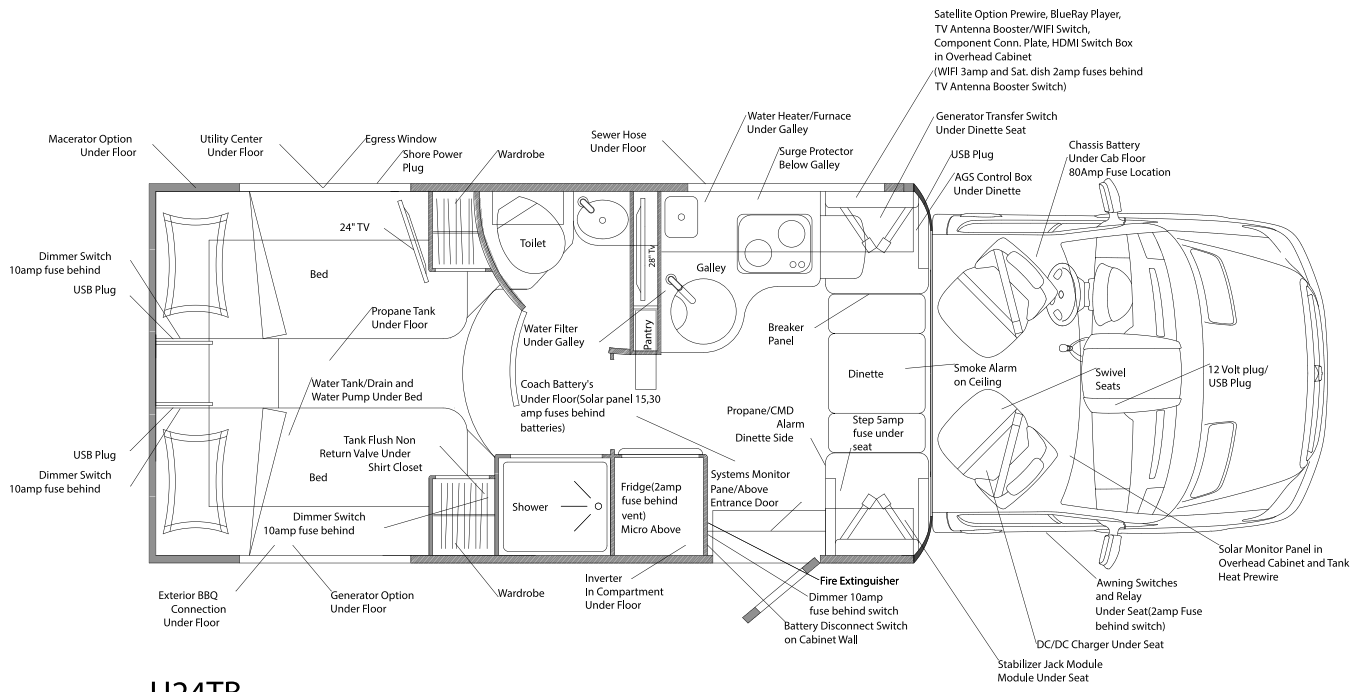 Satellite Option Prewire, BlueRay Player,
TV Antenna Booster/WIFI Switch,
Component Conn. Plate, HDMI Switch Box
in Overhead Cabinet
(WIFI 3amp and Sat. dish 2amp fuses behind
TV Antenna Booster Switch)
Macerator Option
Under Floor
Utility Center
Under Floor
Egress Window
Shore Power
Plug
Wardrobe
Sewer Hose
Under Floor
Water Heater/Furnace
Under Galley
Surge Protector
Below Galley
Generator Transfer Switch
Under Dinette Seat
USB Plug
AGS Control Box
Under Dinette
Chassis Battery
Under Cab Floor
80Amp Fuse Location
24" TV
Toilet
28" Tv
Galley
Dimmer Switch
10amp fuse behind
USB Plug
Bed
Propane Tank
Under Floor
Water Filter
Under Galley
Pantry
Breaker
Panel
Dinette
Smoke Alarm
on Ceiling
Swivel
Seats
12 Volt plug/
USB Plug
Water Tank/Drain and
Water Pump Under Bed
Coach Battery's
Under Floor(Solar panel 15,30
amp fuses behind
batteries)
Propane/CMD
Alarm
Dinette Side
Step 5amp
fuse under
seat
Tank Flush Non
Return Valve Under
Shirt Closet
USB Plug
Dimmer Switch
10amp fuse behind
Bed
Dimmer Switch
10amp fuse behind
Shower
Fridge(2amp
fuse behind
vent)
Micro Above
Systems Monitor
Pane/Above
Entrance Door
Exterior BBQ
Connection
Under Floor
Generator Option
Under Floor
Wardrobe
Inverter
In Compartment
Under Floor
Fire Extinguisher
Dimmer 10amp
fuse behind switch
Battery Disconnect Switch
on Cabinet Wall
Solar Monitor Panel in
Overhead Cabinet and Tank
Heat Prewire
Awning Switches
and Relay
Under Seat(2amp Fuse
behind switch)
DC/DC Charger Under Seat
Stabilizer Jack Module
Module Under Seat